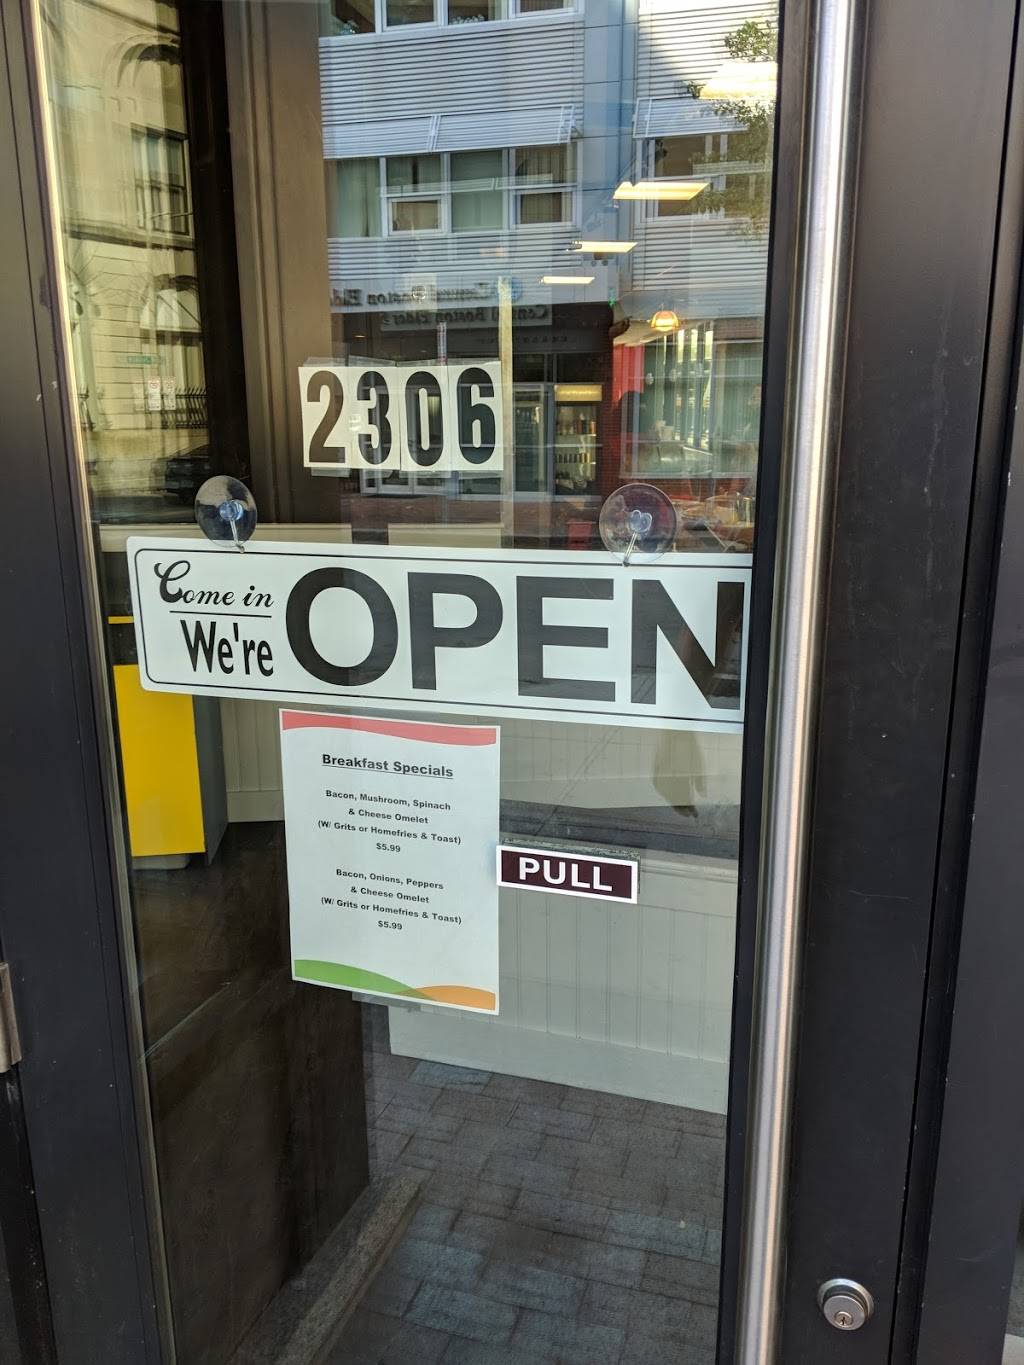 2306
Come in
We're
OPEN
Breakfast Specials
Bacon, Mushroom, Spinach
& Cheese Omelet
(W/ Grits or Homefries & Toast)
$5.99
Bacon, Onions, Peppers
& Cheese Omelet
(W/ Grits or Homefries & Toast)
$5.99
PULL